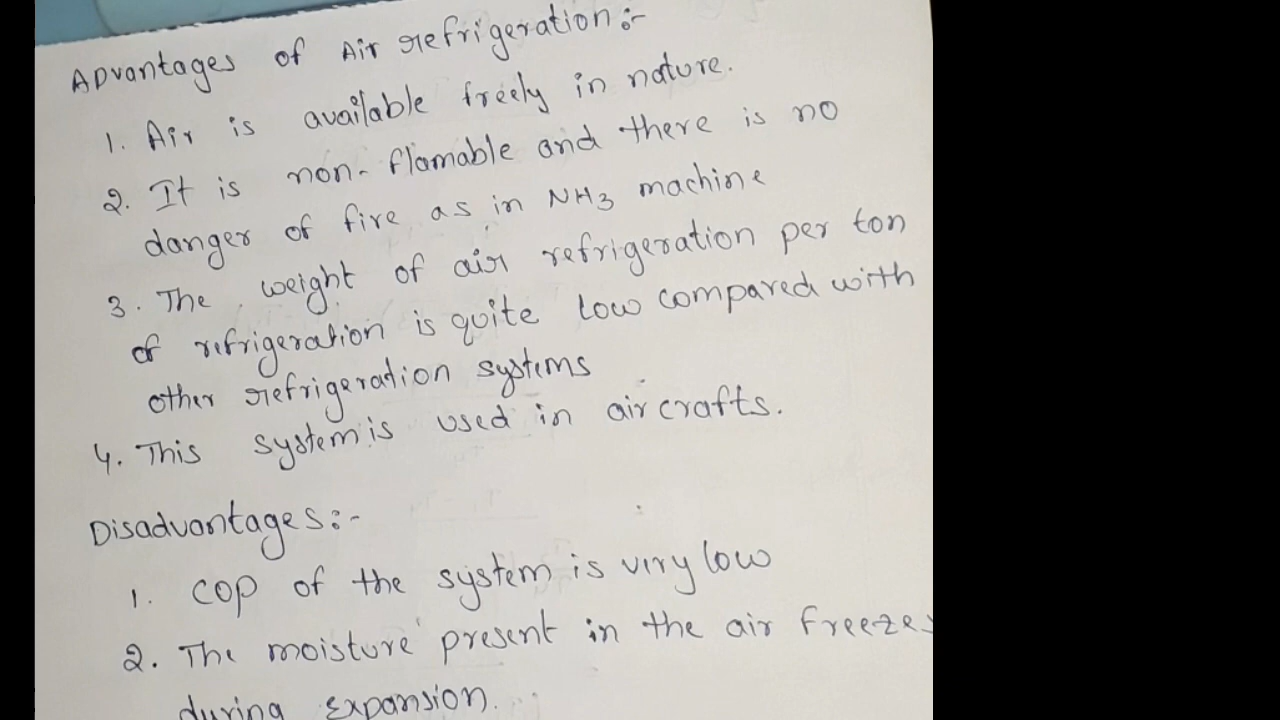 Advantages of Air refrigeration:-
1. Air is available freely in nature.
2. It is non-flamable and there is no
danger of fire as in NH3 machine
3. The weight of air refrigeration per ton
of refrigeration is quite low compared with
other refrigeration systems
4. This system is used in air crafts.
Disadvantages:-
1. COP of the system is very low
2. The moisture present in the air freezes
during expansion.